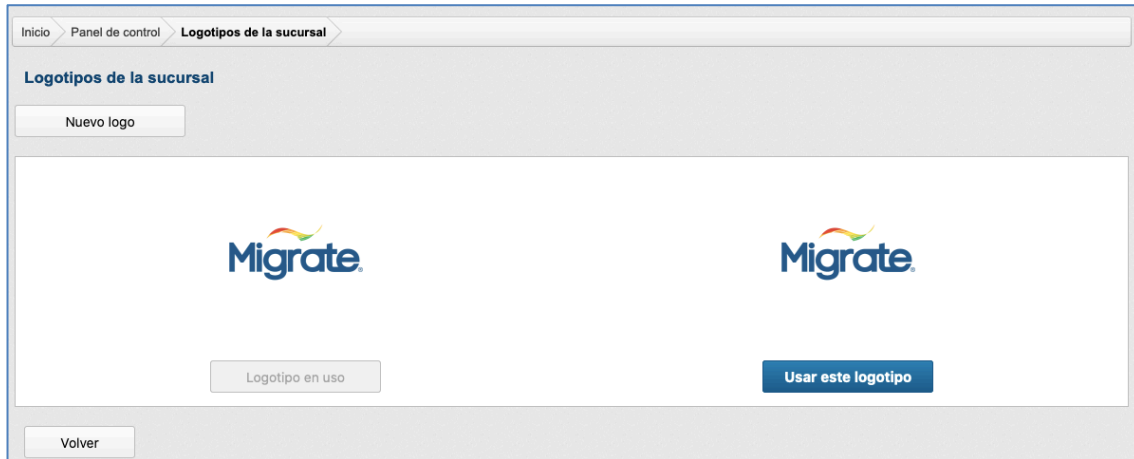 Inicio Panel de control Logotipos de la sucursal
Logotipos de la sucursal
Nuevo logo
Migrate® Migrate®
Logotipo en uso Usar este logotipo
Volver